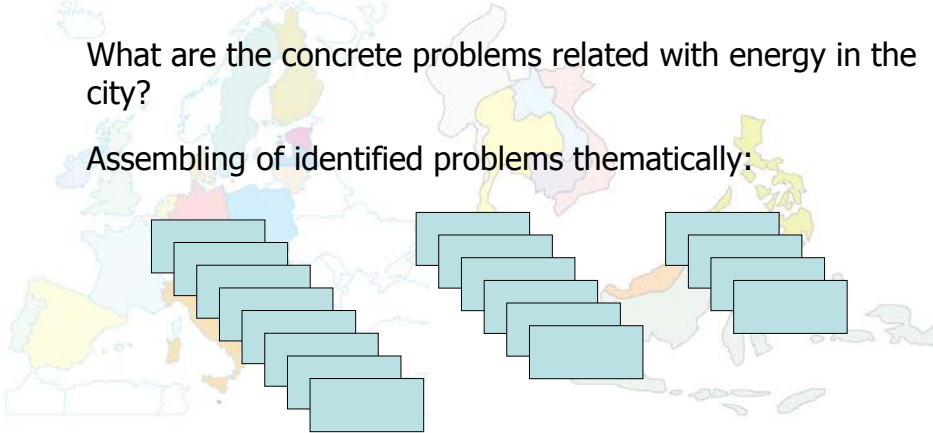 What are the concrete problems related with energy in the
city?
Assembling of identified problems thematically: